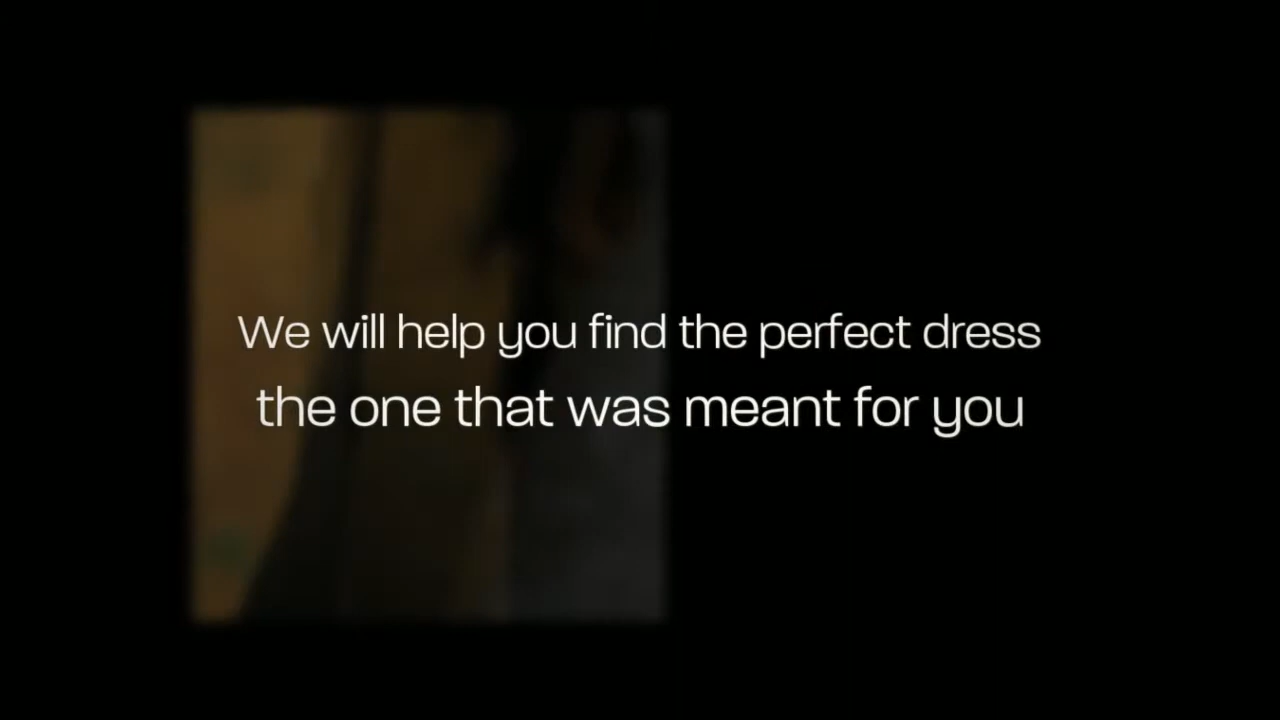 We will help you find the perfect dress
the one that was meant for you